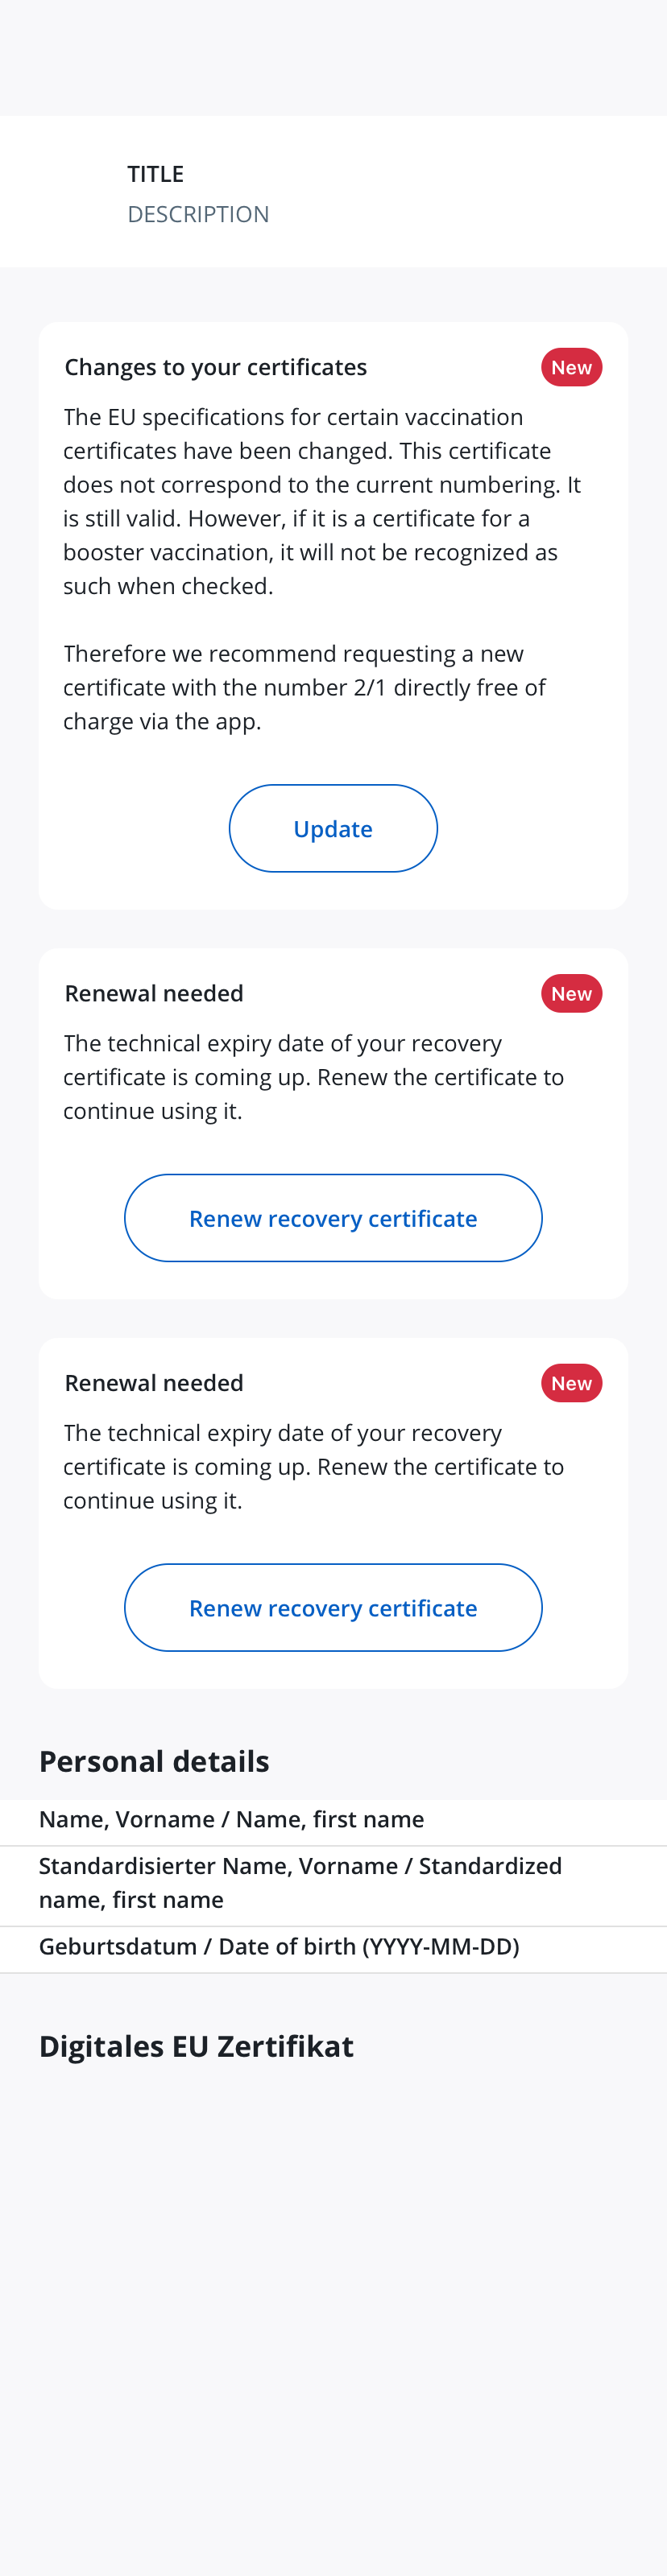 TITLE
DESCRIPTION
Changes to your certificates
New
The EU specifications for certain vaccination
certificates have been changed. This certificate
does not correspond to the current numbering. It
is still valid. However, if it is a certificate for a
booster vaccination, it will not be recognized as
such when checked.
Therefore we recommend requesting a new
certificate with the number 2/1 directly free of
charge via the app.
Update
Renewal needed
New
The technical expiry date of your recovery
certificate is coming up. Renew the certificate to
continue using it.
Renew recovery certificate
Renewal needed
New
The technical expiry date of your recovery
certificate is coming up. Renew the certificate to
continue using it.
Renew recovery certificate
Personal details
Name, Vorname / Name, first name
Standardisierter Name, Vorname / Standardized
name, first name
Geburtsdatum / Date of birth (YYYY-MM-DD)
Digitales EU Zertifikat